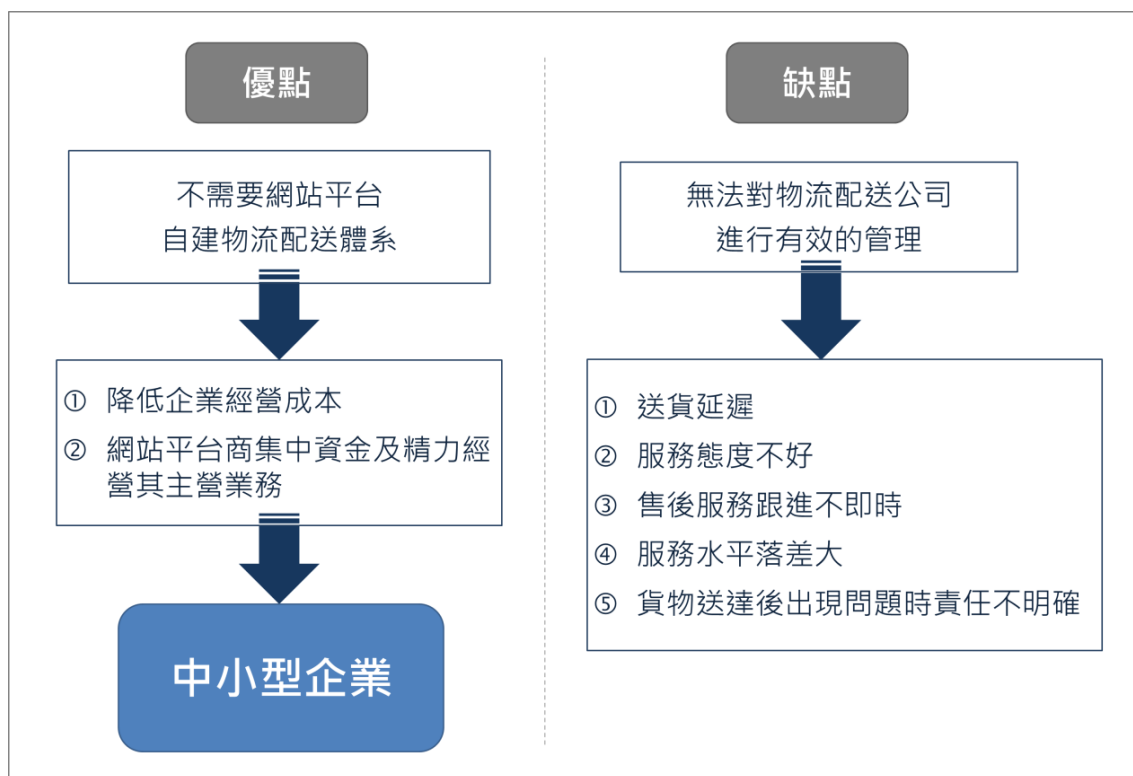 優點
不需要網站平台
自建物流配送體系
① 降低企業經營成本
② 網站平台商集中資金及精力經
營其主營業務
中小型企業
缺點
無法對物流配送公司
進行有效的管理
① 送貨延遲
② 服務態度不好
③ 售後服務跟進不即時
④ 服務水平落差大
⑤ 貨物送達後出現問題時責任不明確